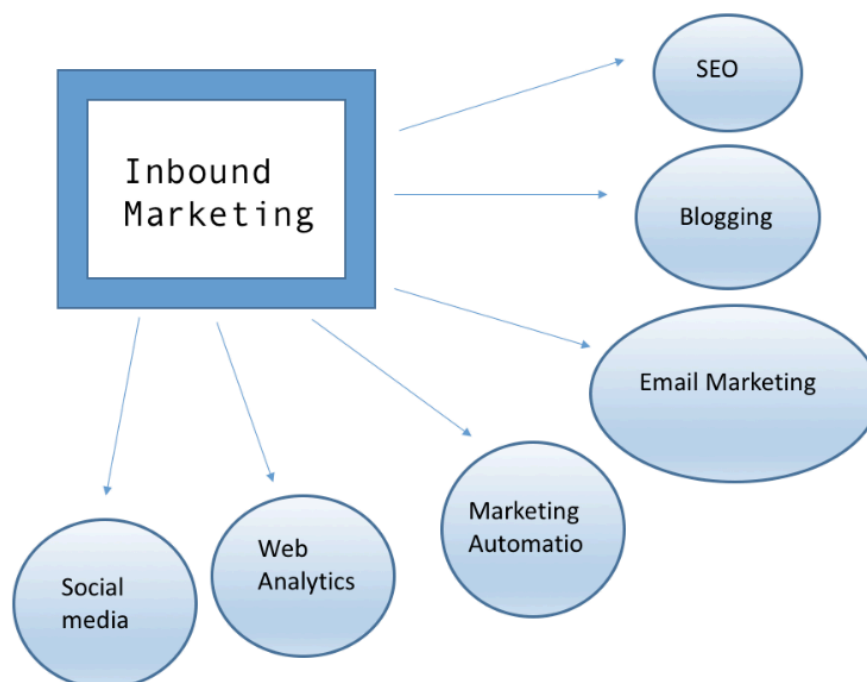 Inbound
Marketing
SEO
Blogging
Email Marketing
Marketing
Automatio
Web
Analytics
Social
media